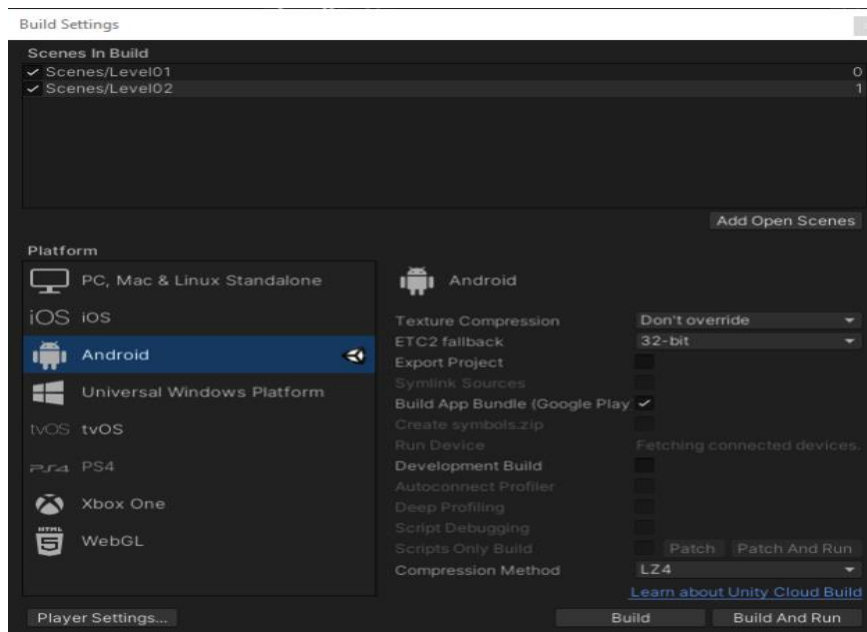 Build Settings
Scenes In Build
Scenes/Level01 0
Scenes/Level02 1
Add Open Scenes
Platform
PC, Mac & Linux Standalone
iOS iOS
Android
Universal Windows Platform
tvOS tvOS
PS4 PS4
Xbox One
HTML 5 WebGL
Android
Texture Compression Don't override
ETC2 fallback 32-bit
Export Project
Symlink Sources
Build App Bundle (Google Play
Create symbols.zip
Run Device Fetching connected devices.
Development Build
Autoconnect Profiler
Deep Profiling
Script Debugging
Scripts Only Build Patch Patch And Run
Compression Method LZ4
Learn about Unity Cloud Build
Player Settings... Build Build And Run